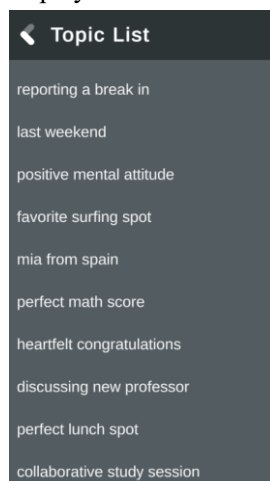 Topic List
reporting a break in
last weekend
positive mental attitude
favorite surfing spot
mia from spain
perfect math score
heartfelt congratulations
discussing new professor
perfect lunch spot
collaborative study session